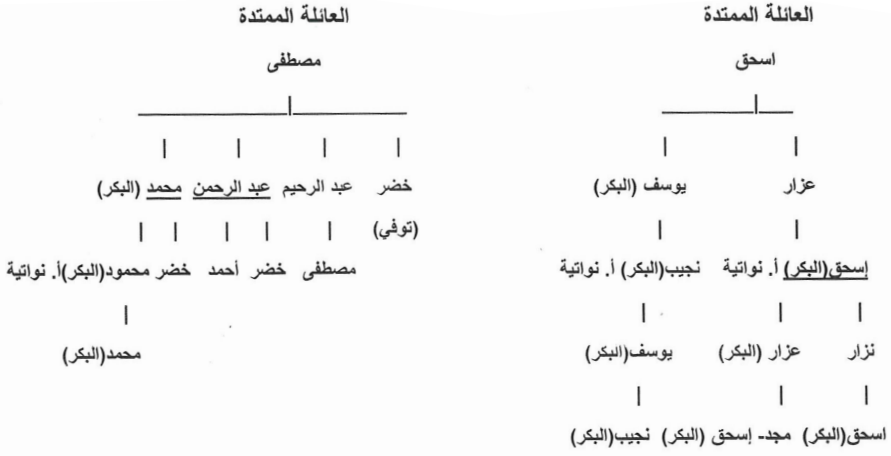 العائلة الممتدة
اسحق
عزار يوسف (البكر)
إسحق(البكر) أ. نواتية نجيب(البكر) أ. نواتية
نزار عزار (البكر) يوسف(البكر)
اسحق(البكر) مجد- إسحق (البكر) نجيب(البكر)
العائلة الممتدة
مصطفى
خضر عبد الرحيم عبد الرحمن محمد (البكر)
(توفي)
مصطفى خضر أحمد خضر محمود(البكر)أ. نواتية
محمد(البكر)